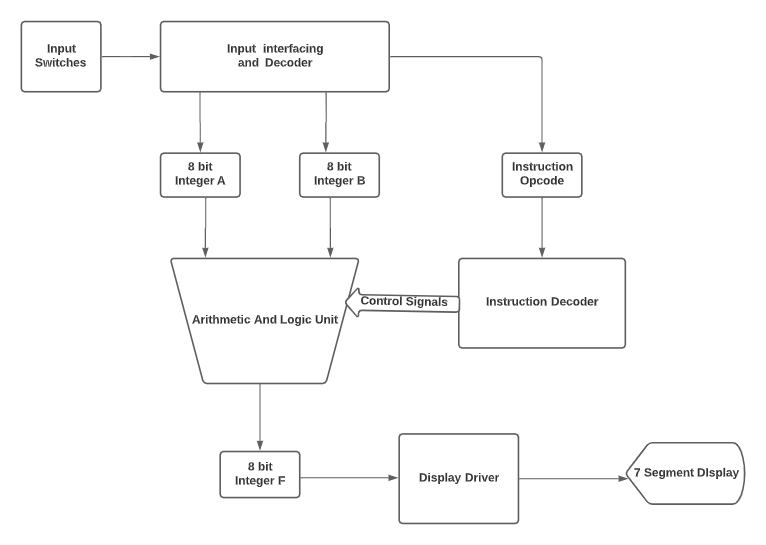 Input
Switches
Input interfacing
and Decoder
8 bit
Integer A
8 bit
Integer B
Instruction
Opcode
Arithmetic And Logic Unit
Control Signals
Instruction Decoder
8 bit
Integer F
Display Driver
7 Segment DIsplay